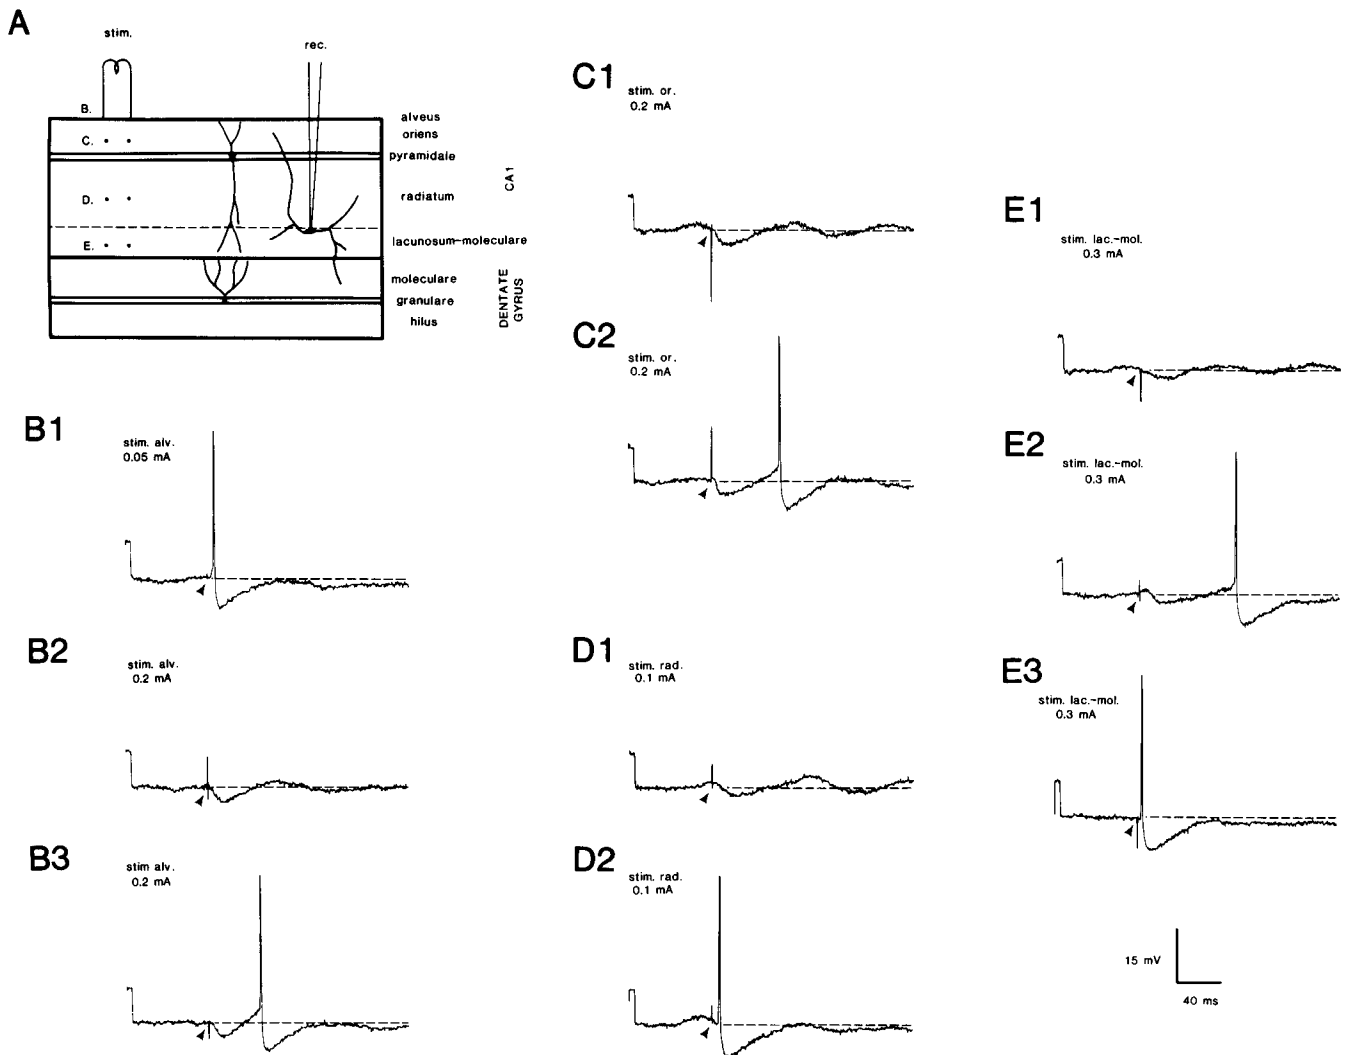 A
stim.
rec.
B.
alveus
C.
oriens
pyramidale
D.
radiatum
CA1
E.
lacunosum-moleculare
moleculare
granulare
hilus
DENTATE
GYRUS
B1
stim. alv.
0.05 mA
B2
stim. alv.
0.2 mA
B3
stim alv.
0.2 mA
C1
stim. or.
0.2 mA
C2
stim. or.
0.2 mA
D1
stim. rad.
0.1 mA
D2
stim. rad.
0.1 mA
E1
stim. lac.-mol.
0.3 mA
E2
stim. lac.-mol.
0.3 mA
E3
stim. lac.-mol.
0.3 mA
15 mV
40 ms